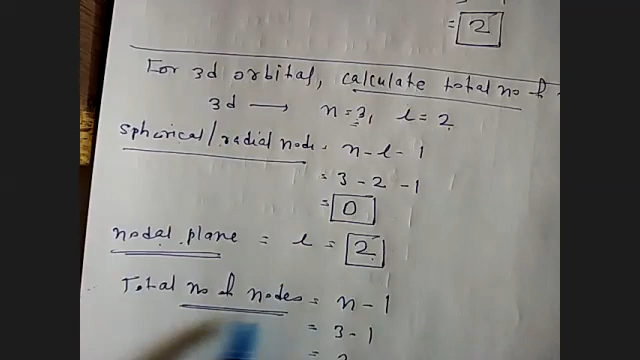 = 2
For 3d orbital, calculate total no of
3d → n = 3, l = 2
spherical/radial node = n - l - 1
= 3 - 2 - 1
= 0
nodal plane = l = 2
Total no of nodes = n - 1
= 3 - 1
= 2